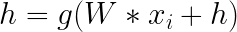 h = g(W * x_i + h)